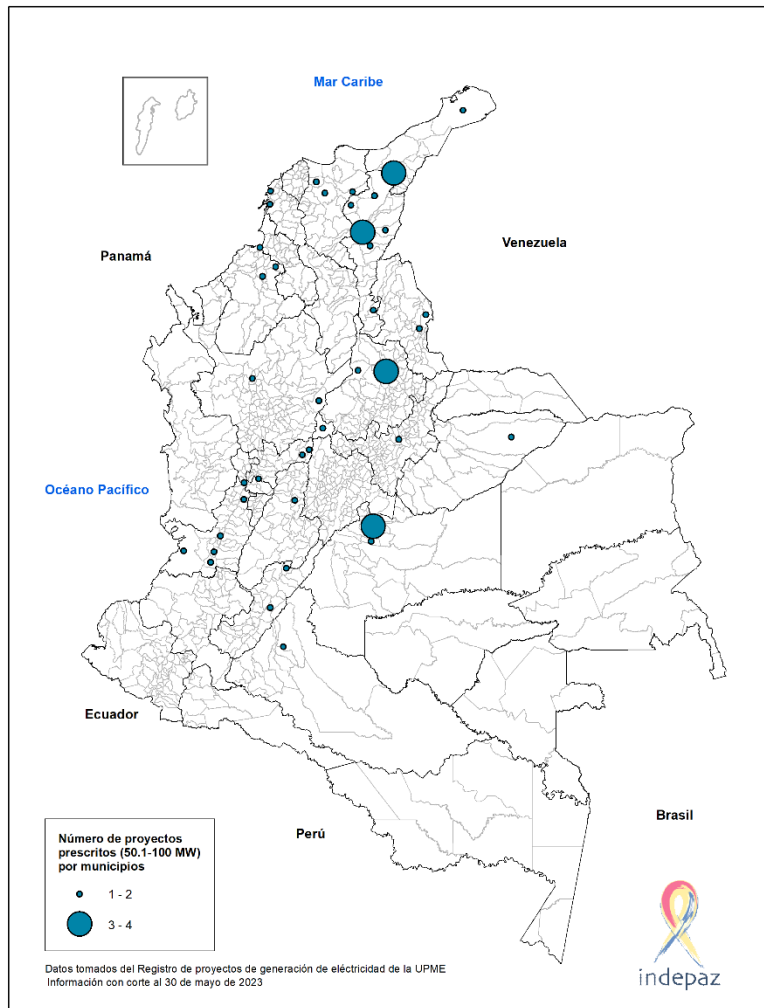 Mar Caribe
Panamá
Venezuela
Océano Pacífico
Ecuador
Perú
Brasil
Número de proyectos
prescritos (50.1-100 MW)
por municipios
1 - 2
3 - 4
Datos tomados del Registro de proyectos de generación de eléctricidad de la UPME
Información con corte al 30 de mayo de 2023
indepaz